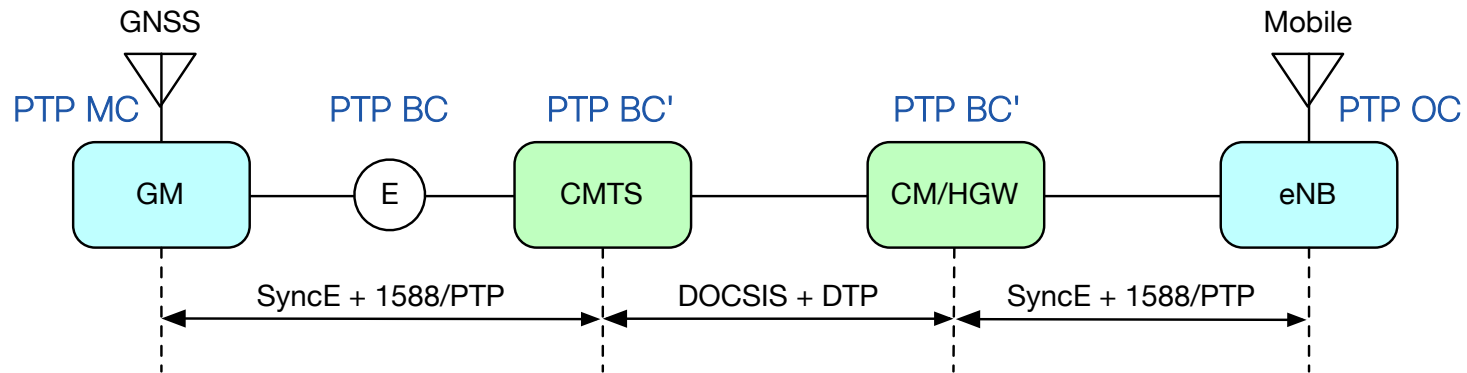 GNSS
Mobile
PTP MC
PTP BC
PTP BC'
PTP BC'
PTP OC
GM
E
CMTS
CM/HGW
eNB
SyncE + 1588/PTP
DOCSIS + DTP
SyncE + 1588/PTP